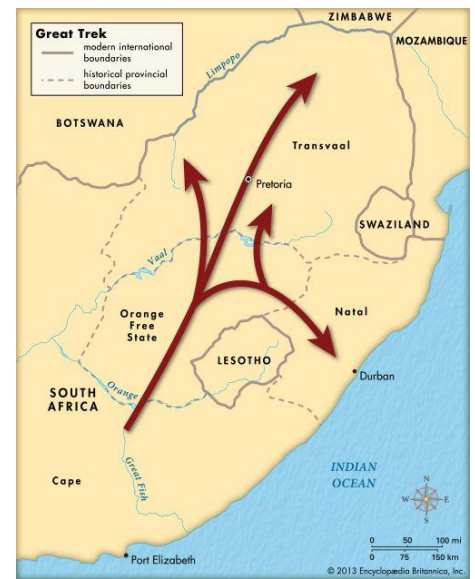 Great Trek
modern international
boundaries
historical provincial
boundaries
ZIMBABWE
MOZAMBIQUE
Limpopo
BOTSWANA
Transvaal
Pretoria
SWAZILAND
Vaal
Orange
Free
State
Natal
LESOTHO
Durban
SOUTH
AFRICA
Orange
Great Fish
Cape
INDIAN
OCEAN
N
W
E
S
Port Elizabeth
0 50 100 mi
0 75 150 km
© 2013 Encyclopædia Britannica, Inc.